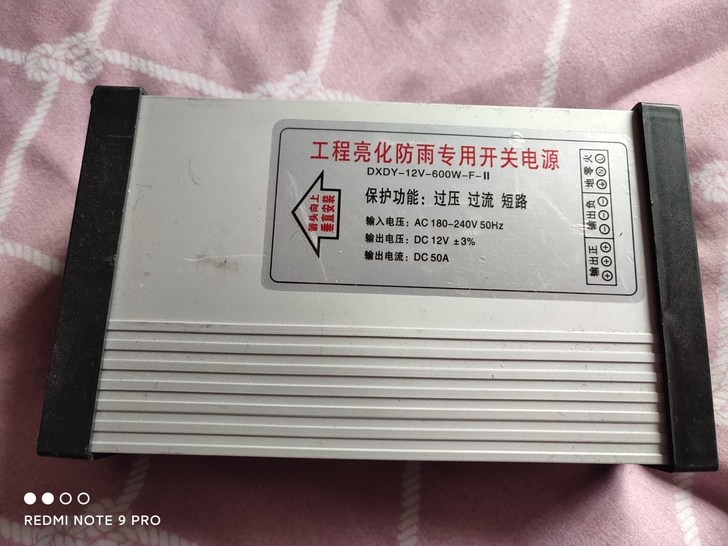 工程亮化防雨专用开关电源
DXDY-12V-600W-F-II
保护功能：过压 过流 短路
输入电压：AC 180-240V 50Hz
输出电压：DC 12V ±3%
输出电流：DC 50A
箭头向上
垂直安装
输出正 输出负 地零火
REDMI NOTE 9 PRO